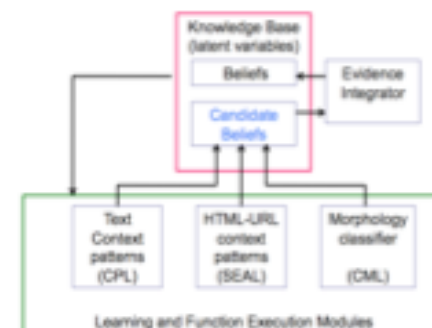 Knowledge Base
(latent variables)
Beliefs
Evidence
Integrator
Candidate
Beliefs
Text
Context
patterns
(CPL)
HTML-URL
context
patterns
(SEAL)
Morphology
classifier
(CML)
Learning and Function Execution Modules